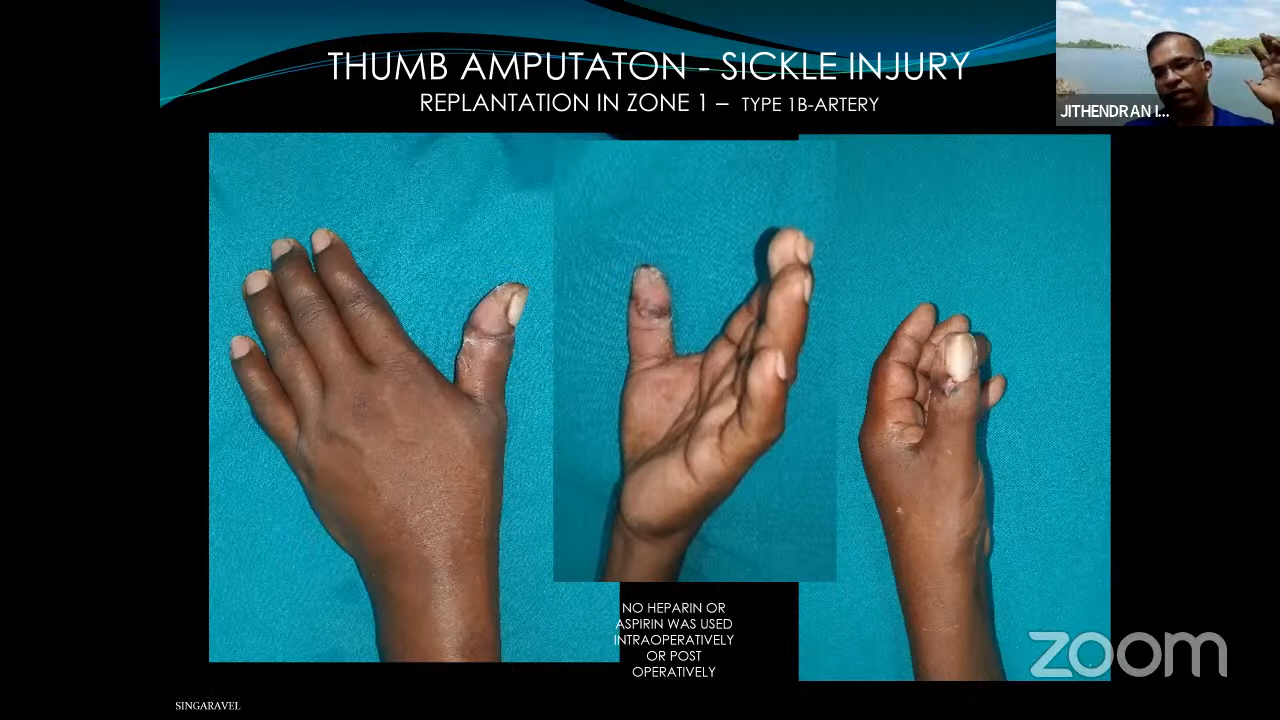 THUMB AMPUTATON - SICKLE INJURY
REPLANTATION IN ZONE 1 – TYPE 1B-ARTERY
JITHENDRAN I...
NO HEPARIN OR
ASPIRIN WAS USED
INTRAOPERATIVELY
OR POST
OPERATIVELY
zoom
SINGARAVEL